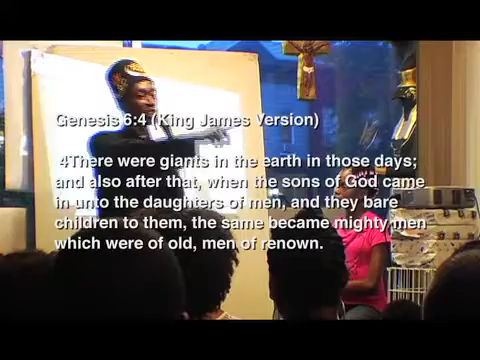 Genesis 6:4 (King James Version)
4There were giants in the earth in those days;
and also after that, when the sons of God came
in unto the daughters of men, and they bare
children to them, the same became mighty men
which were of old, men of renown.